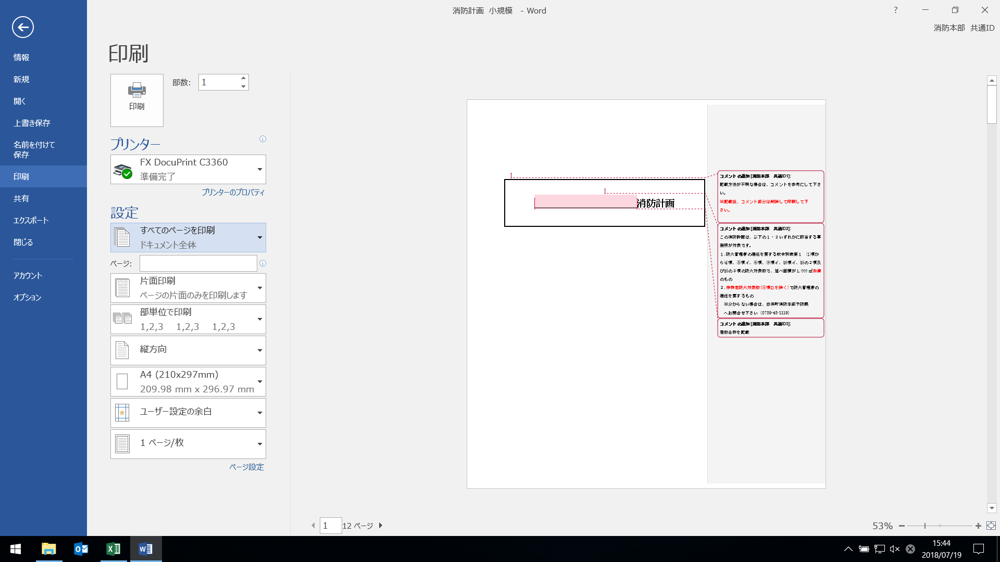 消防計画 小規模 - Word
?
消防本部 共通ID
情報
新規
開く
上書き保存
名前を付けて
保存
印刷
共有
エクスポート
閉じる
アカウント
オプション
印刷
印刷
部数: 1
プリンター
FX DocuPrint C3360
準備完了
プリンターのプロパティ
設定
すべてのページを印刷
ドキュメント全体
ページ:
片面印刷
ページの片面のみを印刷します
部単位で印刷
1,2,3 1,2,3 1,2,3
縦方向
A4 (210x297mm)
209.98 mm x 296.97 mm
ユーザー設定の余白
1 ページ/枚
ページ設定
消防計画
コメントの追加 [消防本部 共通ID1]:
記載方法が不明な場合は、コメントを参考にして下さ
い。
※記載後、コメント部分は削除して印刷して下
さい。
コメントの追加 [消防本部 共通ID2]:
この消防計画は、以下の1・2いずれかに該当する事
業所が対象です。
1.防火管理者の選任を要する政令別表第1 ⑴項か
ら⑷項、⑸項イ、⑹項、⑼項イ、⒃項イ、⒃の2項及
び⒃の3項の防火対象物で、延べ面積が1,000㎡未満
のもの
2.非特定防火対象物(⑸項ロを除く)で防火管理者の
選任を要するもの
※分からない場合は、白浜町消防本部予防課
へお問合せ下さい (0739-43-1119)
コメントの追加 [消防本部 共通ID3]:
建物名称を記載
1 12 ページ
53%
15:44
2018/07/19